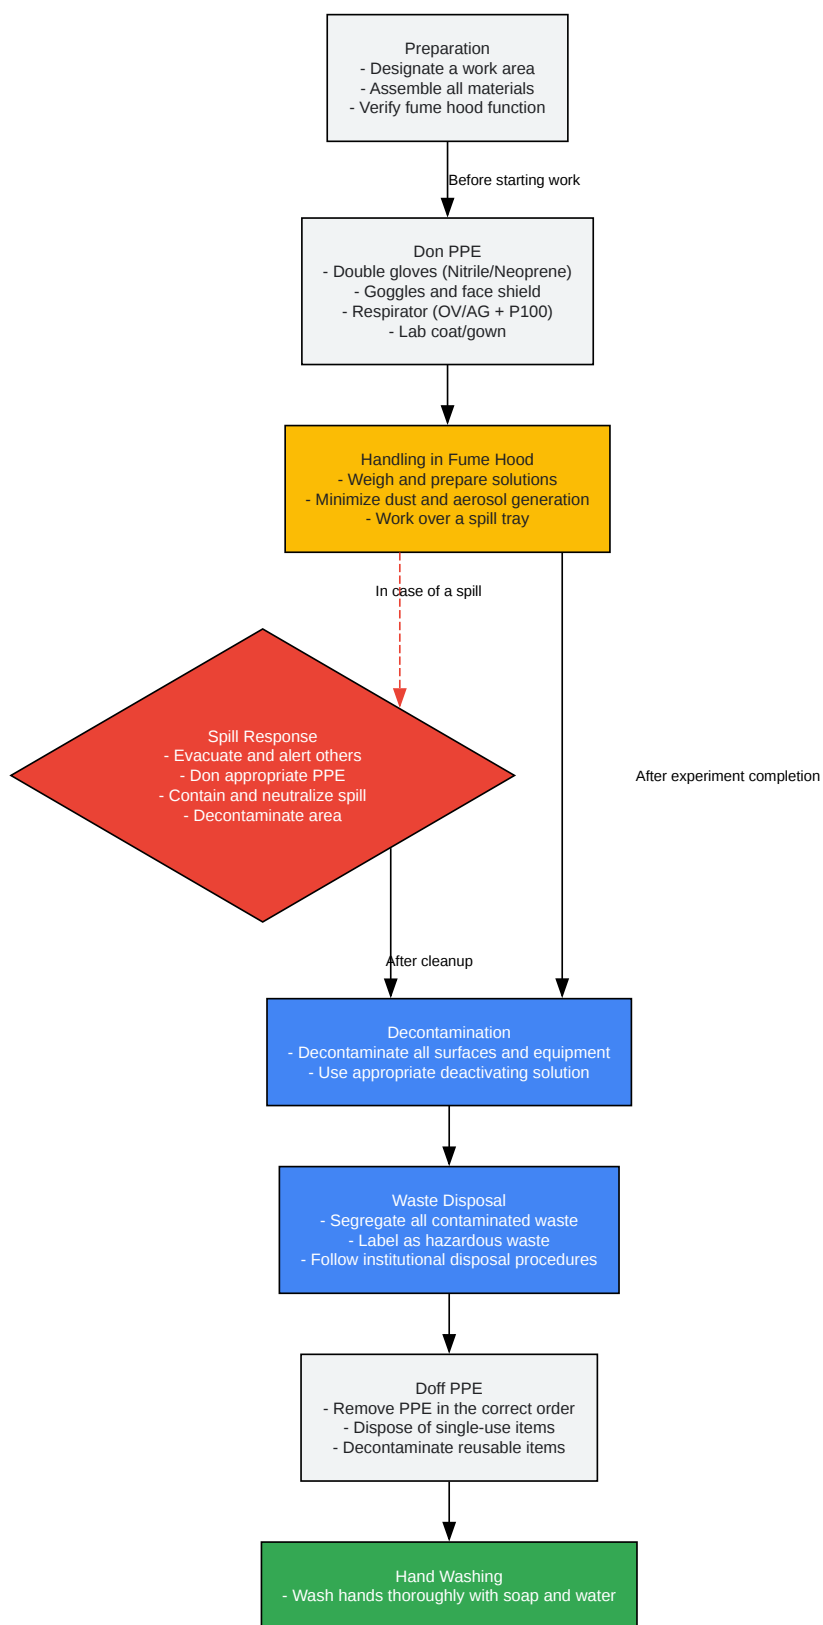 Preparation
- Designate a work area
- Assemble all materials
- Verify fume hood function
Before starting work
Don PPE
- Double gloves (Nitrile/Neoprene)
- Goggles and face shield
- Respirator (OV/AG + P100)
- Lab coat/gown
Handling in Fume Hood
- Weigh and prepare solutions
- Minimize dust and aerosol generation
- Work over a spill tray
In case of a spill
Spill Response
- Evacuate and alert others
- Don appropriate PPE
- Contain and neutralize spill
- Decontaminate area
After experiment completion
After cleanup
Decontamination
- Decontaminate all surfaces and equipment
- Use appropriate deactivating solution
Waste Disposal
- Segregate all contaminated waste
- Label as hazardous waste
- Follow institutional disposal procedures
Doff PPE
- Remove PPE in the correct order
- Dispose of single-use items
- Decontaminate reusable items
Hand Washing
- Wash hands thoroughly with soap and water